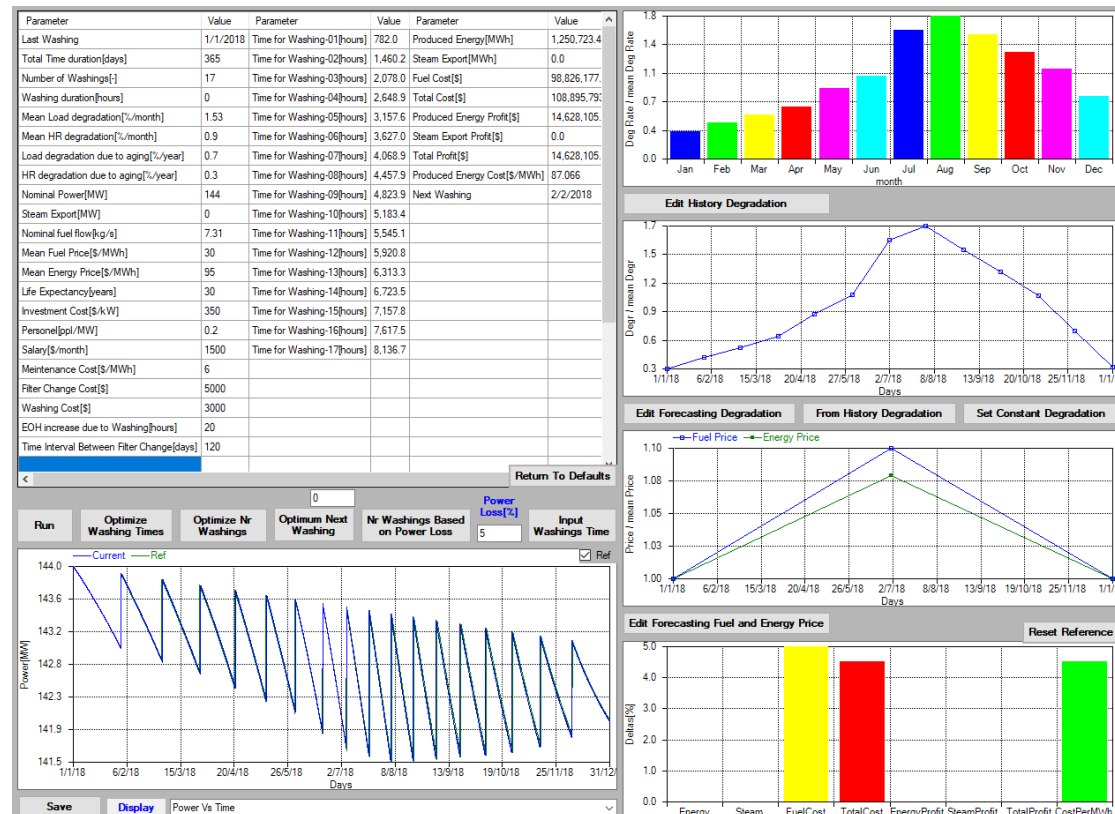 Parameter Value Parameter Value Parameter Value
Last Washing 1/1/2018 Time for Washing-01[hours] 782.0 Produced Energy[MWh] 1,250,723.4
Total Time duration[days] 365 Time for Washing-02[hours] 1,460.2 Steam Export[MWh] 0.0
Number of Washings[-] 17 Time for Washing-03[hours] 2,078.0 Fuel Cost[$] 98,826,177.
Washing duration[hours] 0 Time for Washing-04[hours] 2,648.9 Total Cost[$] 108,895,793
Mean Load degradation[%/month] 1.53 Time for Washing-05[hours] 3,157.6 Produced Energy Profit[$] 14,628,105.
Mean HR degradation[%/month] 0.9 Time for Washing-06[hours] 3,627.0 Steam Export Profit[$] 0.0
Load degradation due to aging[%/year] 0.7 Time for Washing-07[hours] 4,068.9 Total Profit[$] 14,628,105.
HR degradation due to aging[%/year] 0.3 Time for Washing-08[hours] 4,457.9 Produced Energy Cost[$/MWh] 87.066
Nominal Power[MW] 144 Time for Washing-09[hours] 4,823.9 Next Washing 2/2/2018
Steam Export[MW] 0 Time for Washing-10[hours] 5,183.4
Nominal fuel flow[kg/s] 7.31 Time for Washing-11[hours] 5,545.1
Mean Fuel Price[$/MWh] 30 Time for Washing-12[hours] 5,920.8
Mean Energy Price[$/MWh] 95 Time for Washing-13[hours] 6,313.3
Life Expectancy[years] 30 Time for Washing-14[hours] 6,723.5
Investment Cost[$/kW] 350 Time for Washing-15[hours] 7,157.8
Personel[ppl/MW] 0.2 Time for Washing-16[hours] 7,617.5
Salary[$/month] 1500 Time for Washing-17[hours] 8,136.7
Meintenance Cost[$/MWh] 6
Filter Change Cost[$] 5000
Washing Cost[$] 3000
EOH increase due to Washing[hours] 20
Time Interval Between Filter Change[days] 120
Return To Defaults
0
Power
Loss[%]
Run
Optimize
Washing Times
Optimize Nr
Washings
Optimum Next
Washing
Nr Washings Based
on Power Loss
5
Input
Washings Time
Current Ref
Ref
144.0
143.6
143.2
142.8
142.3
141.9
141.5
Power[MW]
1/1/18 6/2/18 15/3/18 20/4/18 26/5/18 2/7/18 8/8/18 13/9/18 19/10/18 25/11/18 31/12/
Days
Save Display Power Vs Time
1.8
1.4
1.1
0.7
0.4
0.0
Deg Rate / mean Deg Rate
Jan Feb Mar Apr May Jun Jul Aug Sep Oct Nov Dec
month
Edit History Degradation
1.7
1.5
1.2
0.9
0.6
0.3
Degr / mean Degr
1/1/18 6/2/18 15/3/18 20/4/18 27/5/18 2/7/18 8/8/18 13/9/18 20/10/18 25/11/18 1/1/
Days
Edit Forecasting Degradation From History Degradation Set Constant Degradation
Fuel Price Energy Price
1.10
1.08
1.05
1.03
1.00
Price / mean Price
1/1/18 6/2/18 15/3/18 20/4/18 26/5/18 2/7/18 8/8/18 13/9/18 19/10/18 25/11/18 1/1/
Days
Edit Forecasting Fuel and Energy Price
Reset Reference
5.0
4.0
3.0
2.0
1.0
0.0
Deltas[%]
Energy Steam FuelCost TotalCost EnergyProfit SteamProfit TotalProfit CostPerMWh